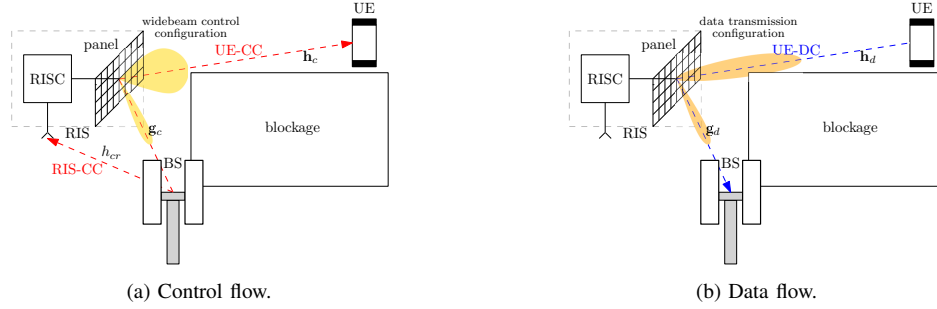 widebeam control
configuration
UE
panel
UE-CC
h_c
RISC
RIS
g_c
blockage
h_cr
RIS-CC
BS
(a) Control flow.
data transmission
configuration
UE
panel
UE-DC
h_d
RISC
RIS
g_d
blockage
BS
(b) Data flow.